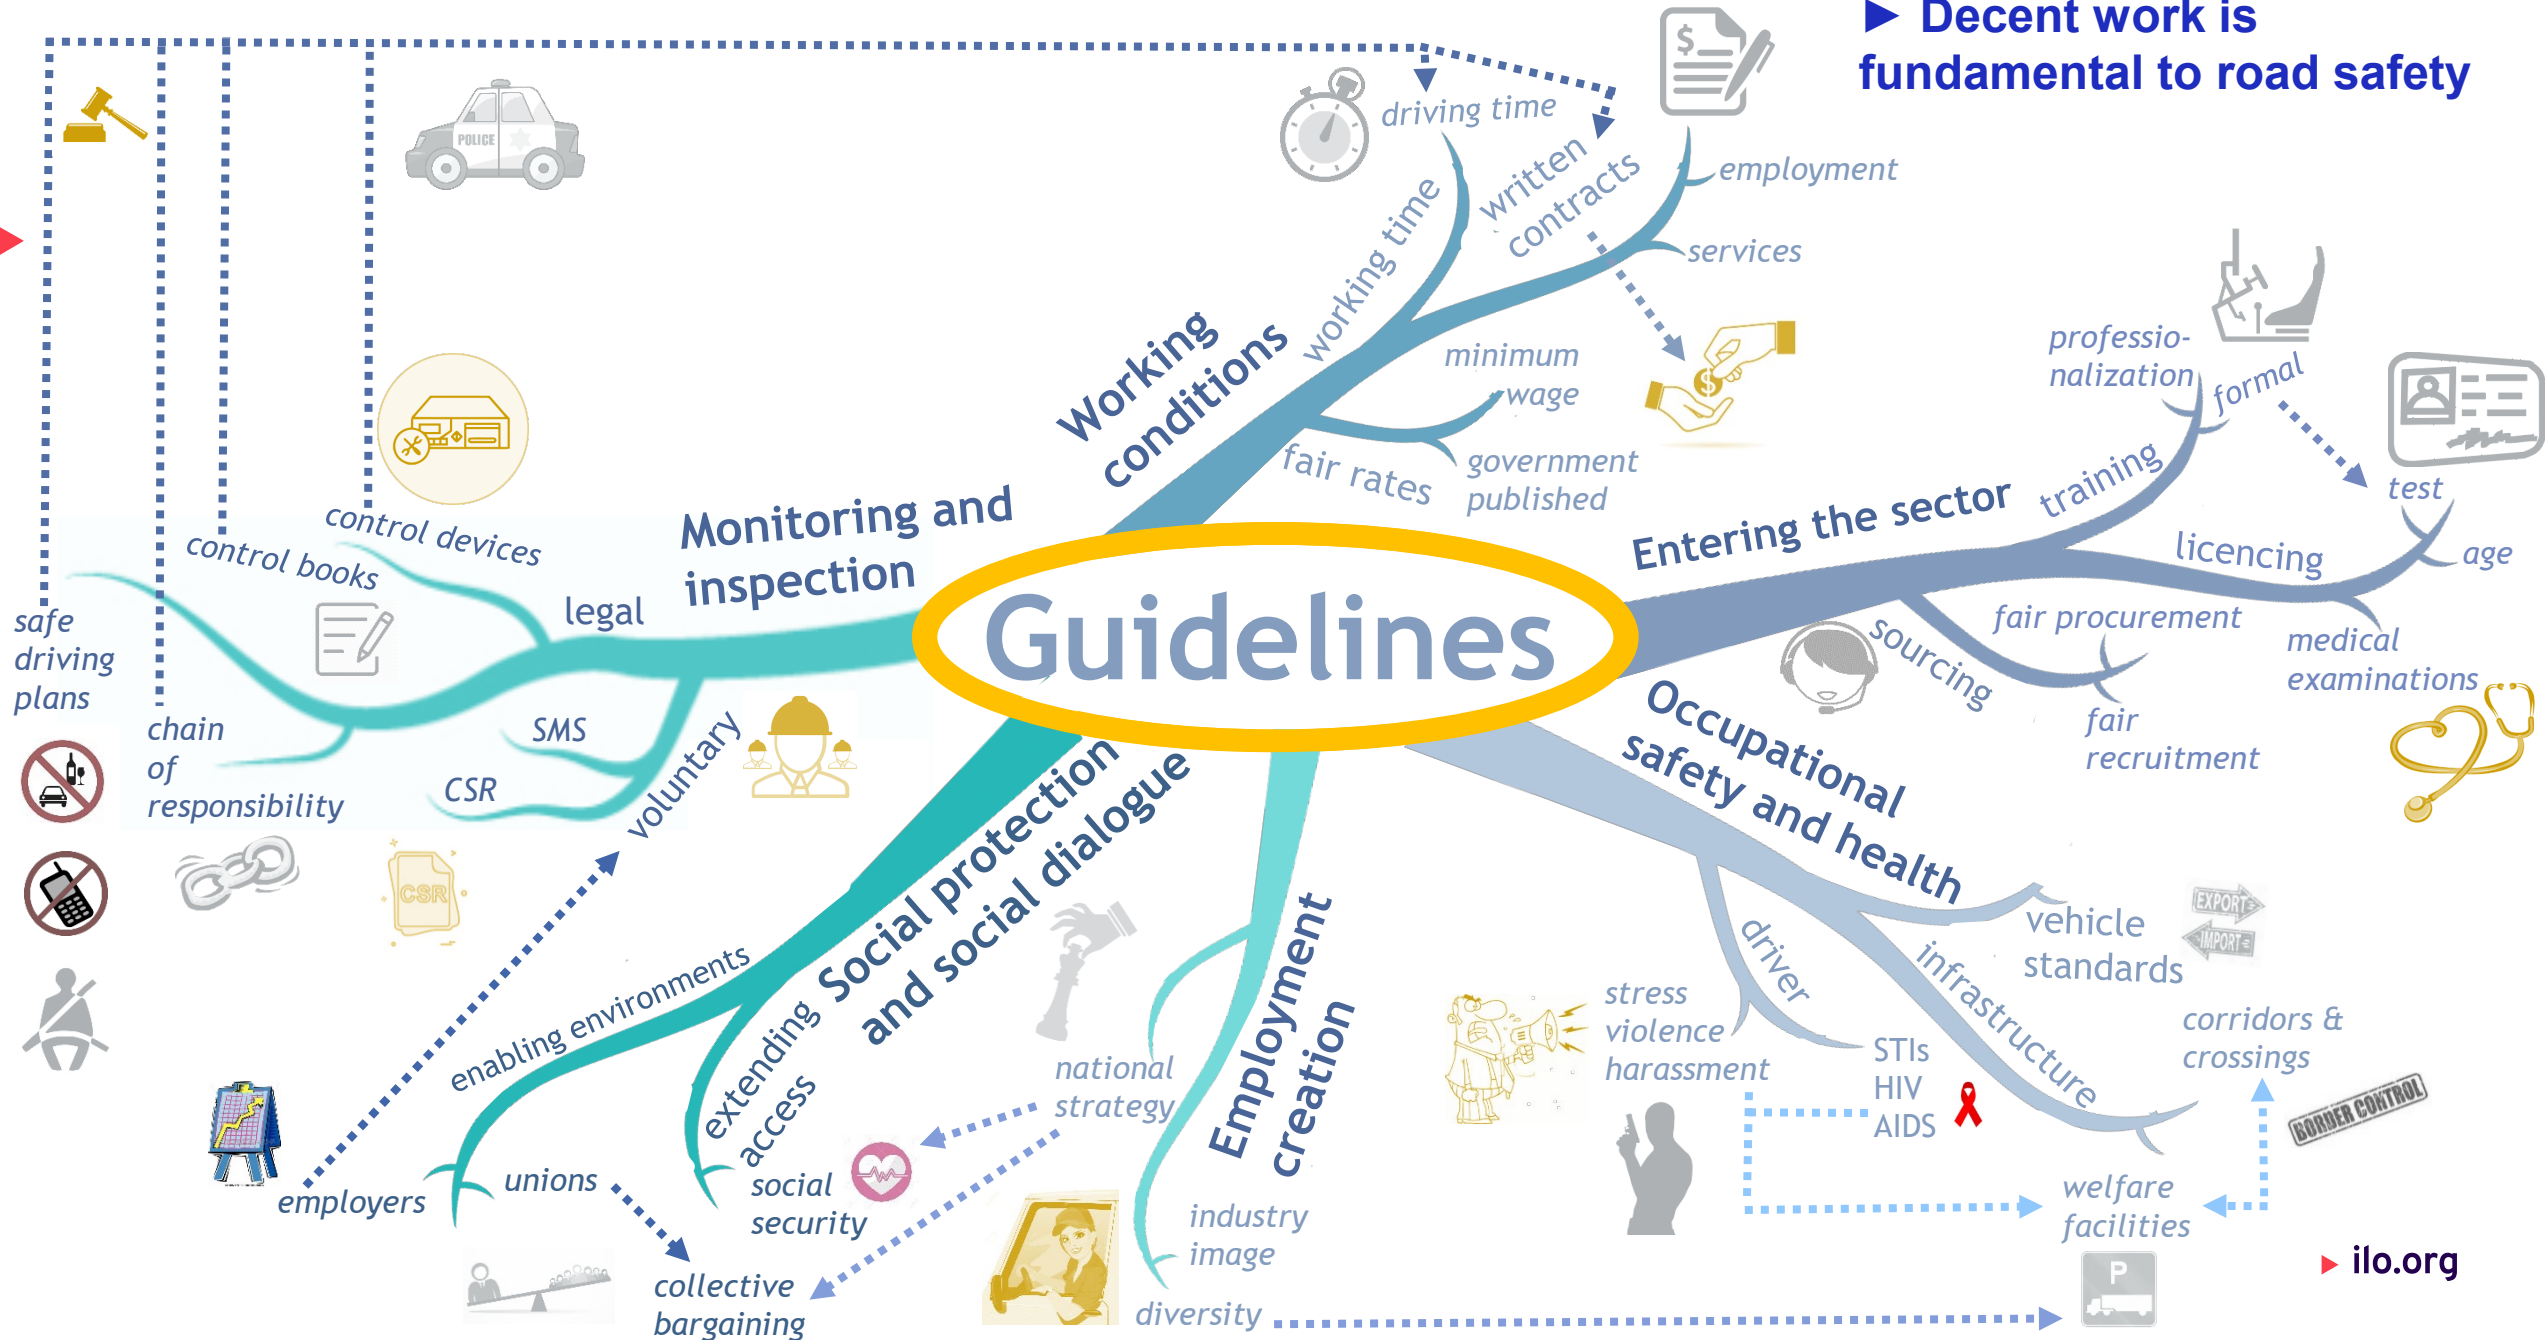 ► Decent work is
fundamental to road safety
POLICE
$
driving time
written
contracts
employment
services
working time
Working
conditions
minimum
wage
$
fair rates
government
published
professio-
nalization
formal
training
test
Entering the sector
licencing
age
fair procurement
sourcing
medical
examinations
fair
recruitment
Monitoring and
inspection
control devices
control books
legal
safe
driving
plans
chain
of
responsibility
SMS
CSR
voluntary
CSR
Guidelines
Occupational
safety and health
driver
vehicle
standards
EXPORT
IMPORT
infrastructure
stress
violence
harassment
STIs
HIV
AIDS
corridors &
crossings
BORDER CONTROL
welfare
facilities
P
Social protection
and social dialogue
enabling environments
extending
access
employers
unions
social
security
collective
bargaining
Employment
creation
national
strategy
industry
image
diversity
► ilo.org